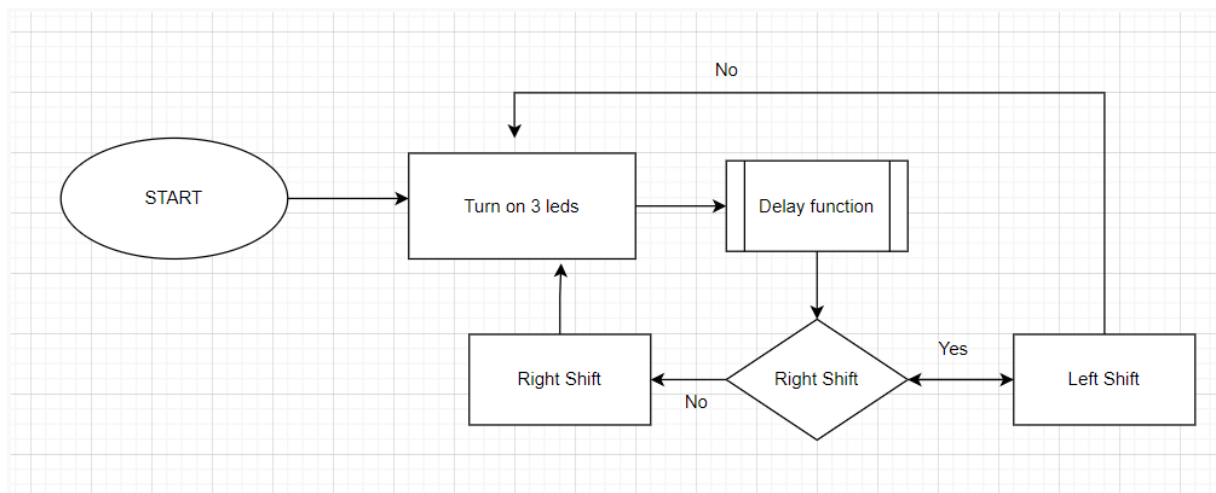 No
START
Turn on 3 leds
Delay function
Right Shift
No
Right Shift
Yes
Left Shift